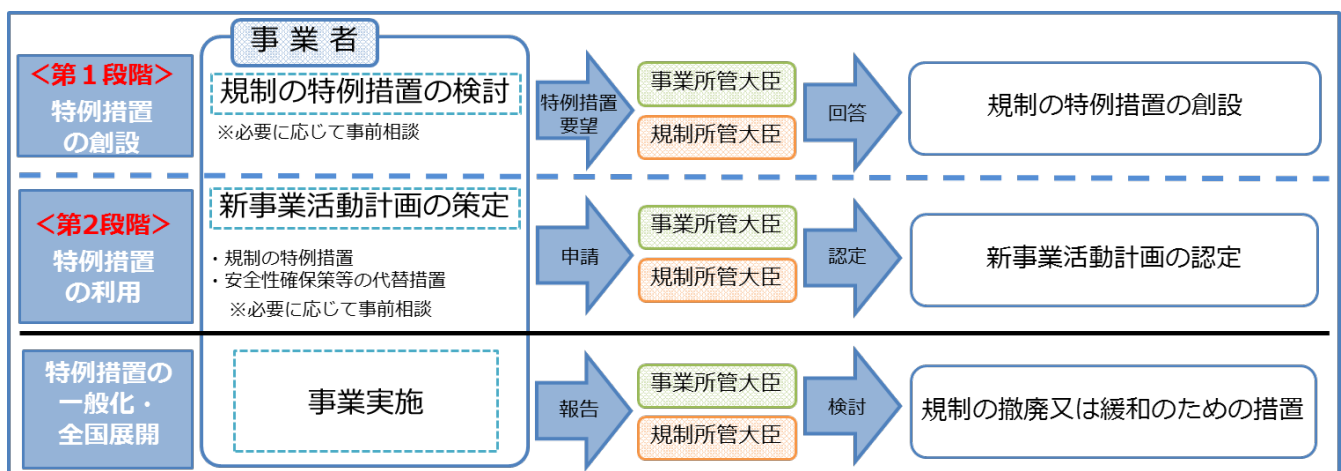 事業者
<第１段階>
特例措置
の創設
規制の特例措置の検討
※必要に応じて事前相談
特例措置
要望
事業所管大臣
規制所管大臣
回答
規制の特例措置の創設
<第2段階>
特例措置
の利用
新事業活動計画の策定
・規制の特例措置
・安全性確保策等の代替措置
※必要に応じて事前相談
申請
事業所管大臣
規制所管大臣
認定
新事業活動計画の認定
特例措置の
一般化・
全国展開
事業実施
報告
事業所管大臣
規制所管大臣
検討
規制の撤廃又は緩和のための措置